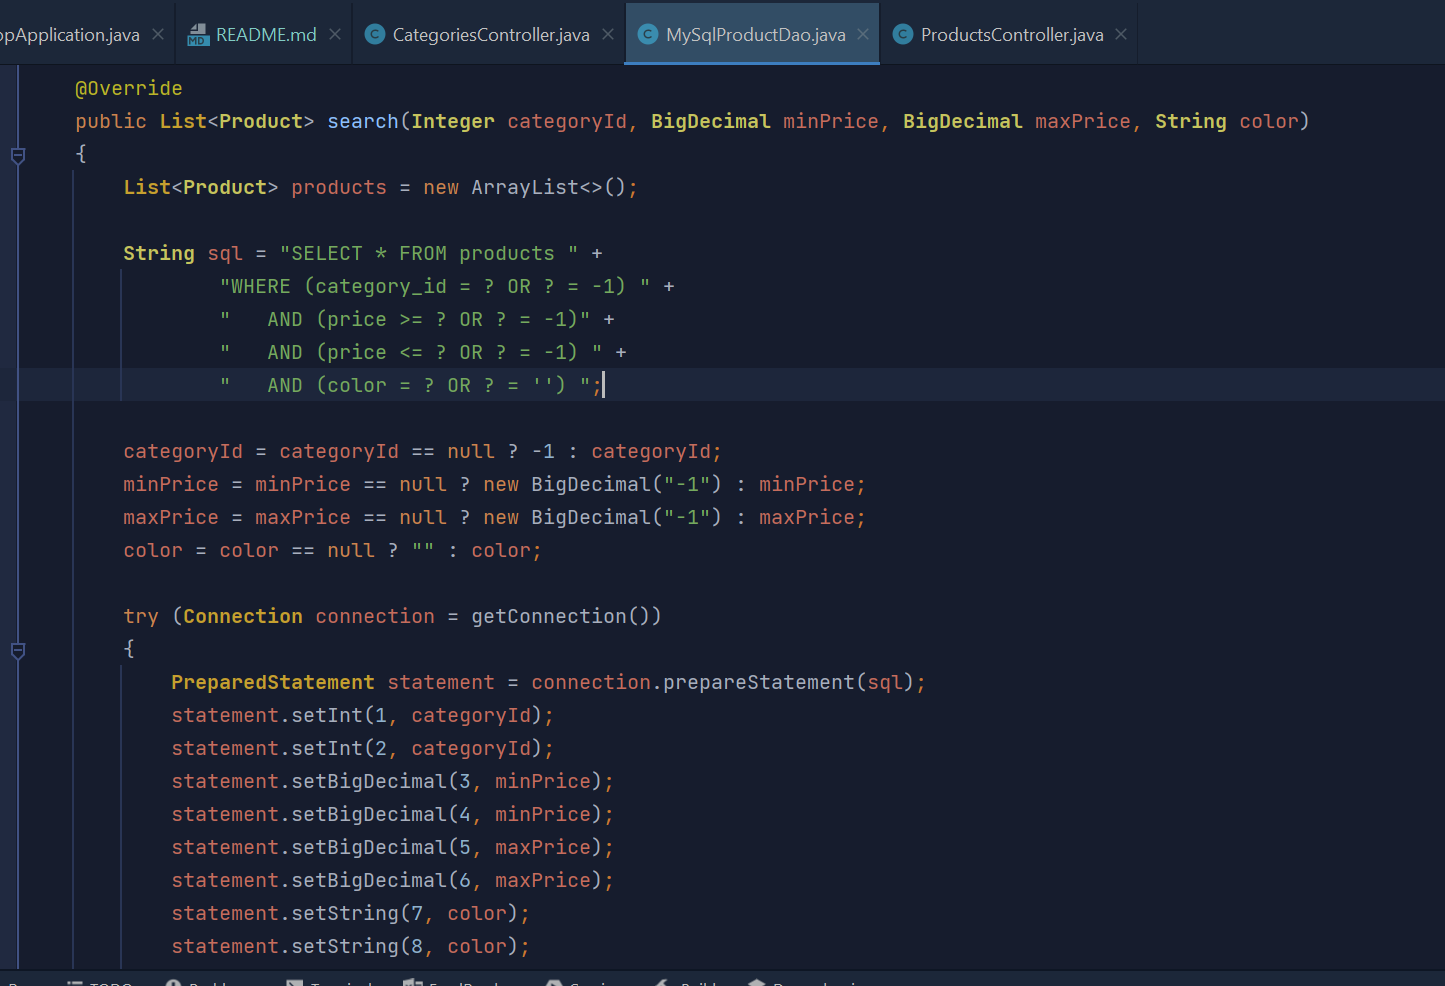 ppApplication.java README.md CategoriesController.java MySqlProductDao.java ProductsController.java
@Override
public List<Product> search(Integer categoryId, BigDecimal minPrice, BigDecimal maxPrice, String color)
{
List<Product> products = new ArrayList<>();
String sql = "SELECT * FROM products " +
"WHERE (category_id = ? OR ? = -1) " +
"   AND (price >= ? OR ? = -1)" +
"   AND (price <= ? OR ? = -1) " +
"   AND (color = ? OR ? = '') ";
categoryId = categoryId == null ? -1 : categoryId;
minPrice = minPrice == null ? new BigDecimal("-1") : minPrice;
maxPrice = maxPrice == null ? new BigDecimal("-1") : maxPrice;
color = color == null ? "" : color;
try (Connection connection = getConnection())
{
PreparedStatement statement = connection.prepareStatement(sql);
statement.setInt(1, categoryId);
statement.setInt(2, categoryId);
statement.setBigDecimal(3, minPrice);
statement.setBigDecimal(4, minPrice);
statement.setBigDecimal(5, maxPrice);
statement.setBigDecimal(6, maxPrice);
statement.setString(7, color);
statement.setString(8, color);